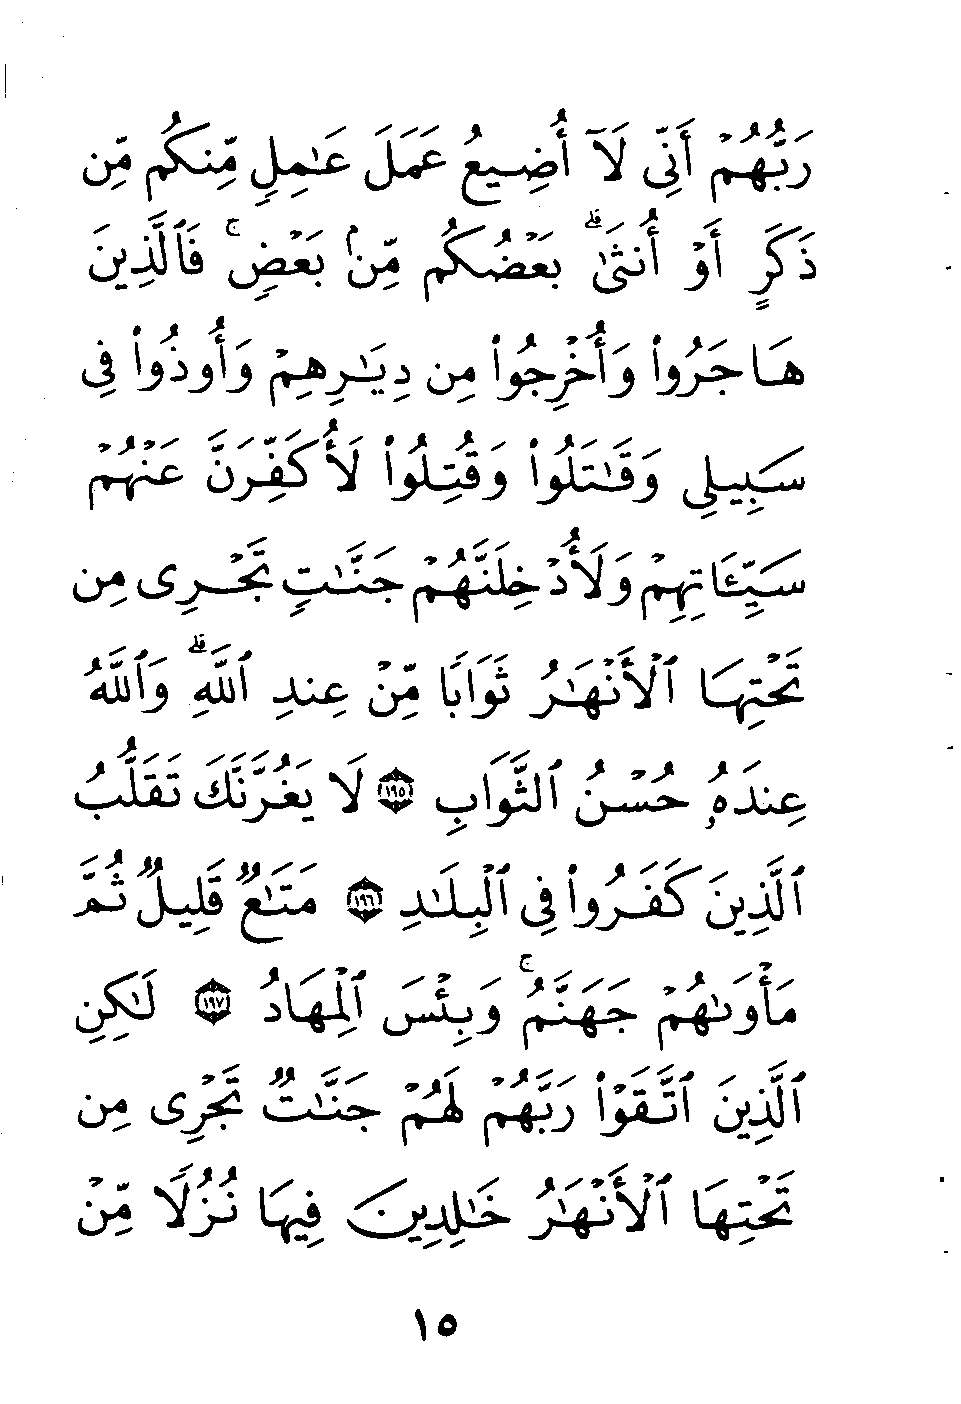 رَبُّهُمْ أَنِّى لَآ أُضِيعُ عَمَلَ عَٰمِلٍ مِّنكُم مِّن
ذَكَرٍ أَوْ أُنثَىٰ ۖ بَعْضُكُم مِّنۢ بَعْضٍ ۚ فَٱلَّذِينَ
هَاجَرُوا۟ وَأُخْرِجُوا۟ مِن دِيَٰرِهِمْ وَأُوذُوا۟ فِى
سَبِيلِى وَقَٰتَلُوا۟ وَقُتِلُوا۟ لَأُكَفِّرَنَّ عَنْهُمْ
سَيِّـَٔاتِهِمْ وَلَأُدْخِلَنَّهُمْ جَنَّٰتٍ تَجْرِى مِن
تَحْتِهَا ٱلْأَنْهَٰرُ ثَوَابًا مِّنْ عِندِ ٱللَّهِ ۗ وَٱللَّهُ
عِندَهُۥ حُسْنُ ٱلثَّوَابِ ﴿١٩٥﴾ لَا يَغُرَّنَّكَ تَقَلُّبُ
ٱلَّذِينَ كَفَرُوا۟ فِى ٱلْبِلَٰدِ ﴿١٩٦﴾ مَتَٰعٌ قَلِيلٌ ثُمَّ
مَأْوَىٰهُمْ جَهَنَّمُ ۚ وَبِئْسَ ٱلْمِهَادُ ﴿١٩٧﴾ لَٰكِنِ
ٱلَّذِينَ ٱتَّقَوْا۟ رَبَّهُمْ لَهُمْ جَنَّٰتٌ تَجْرِى مِن
تَحْتِهَا ٱلْأَنْهَٰرُ خَٰلِدِينَ فِيهَا نُزُلًا مِّنْ
١٥